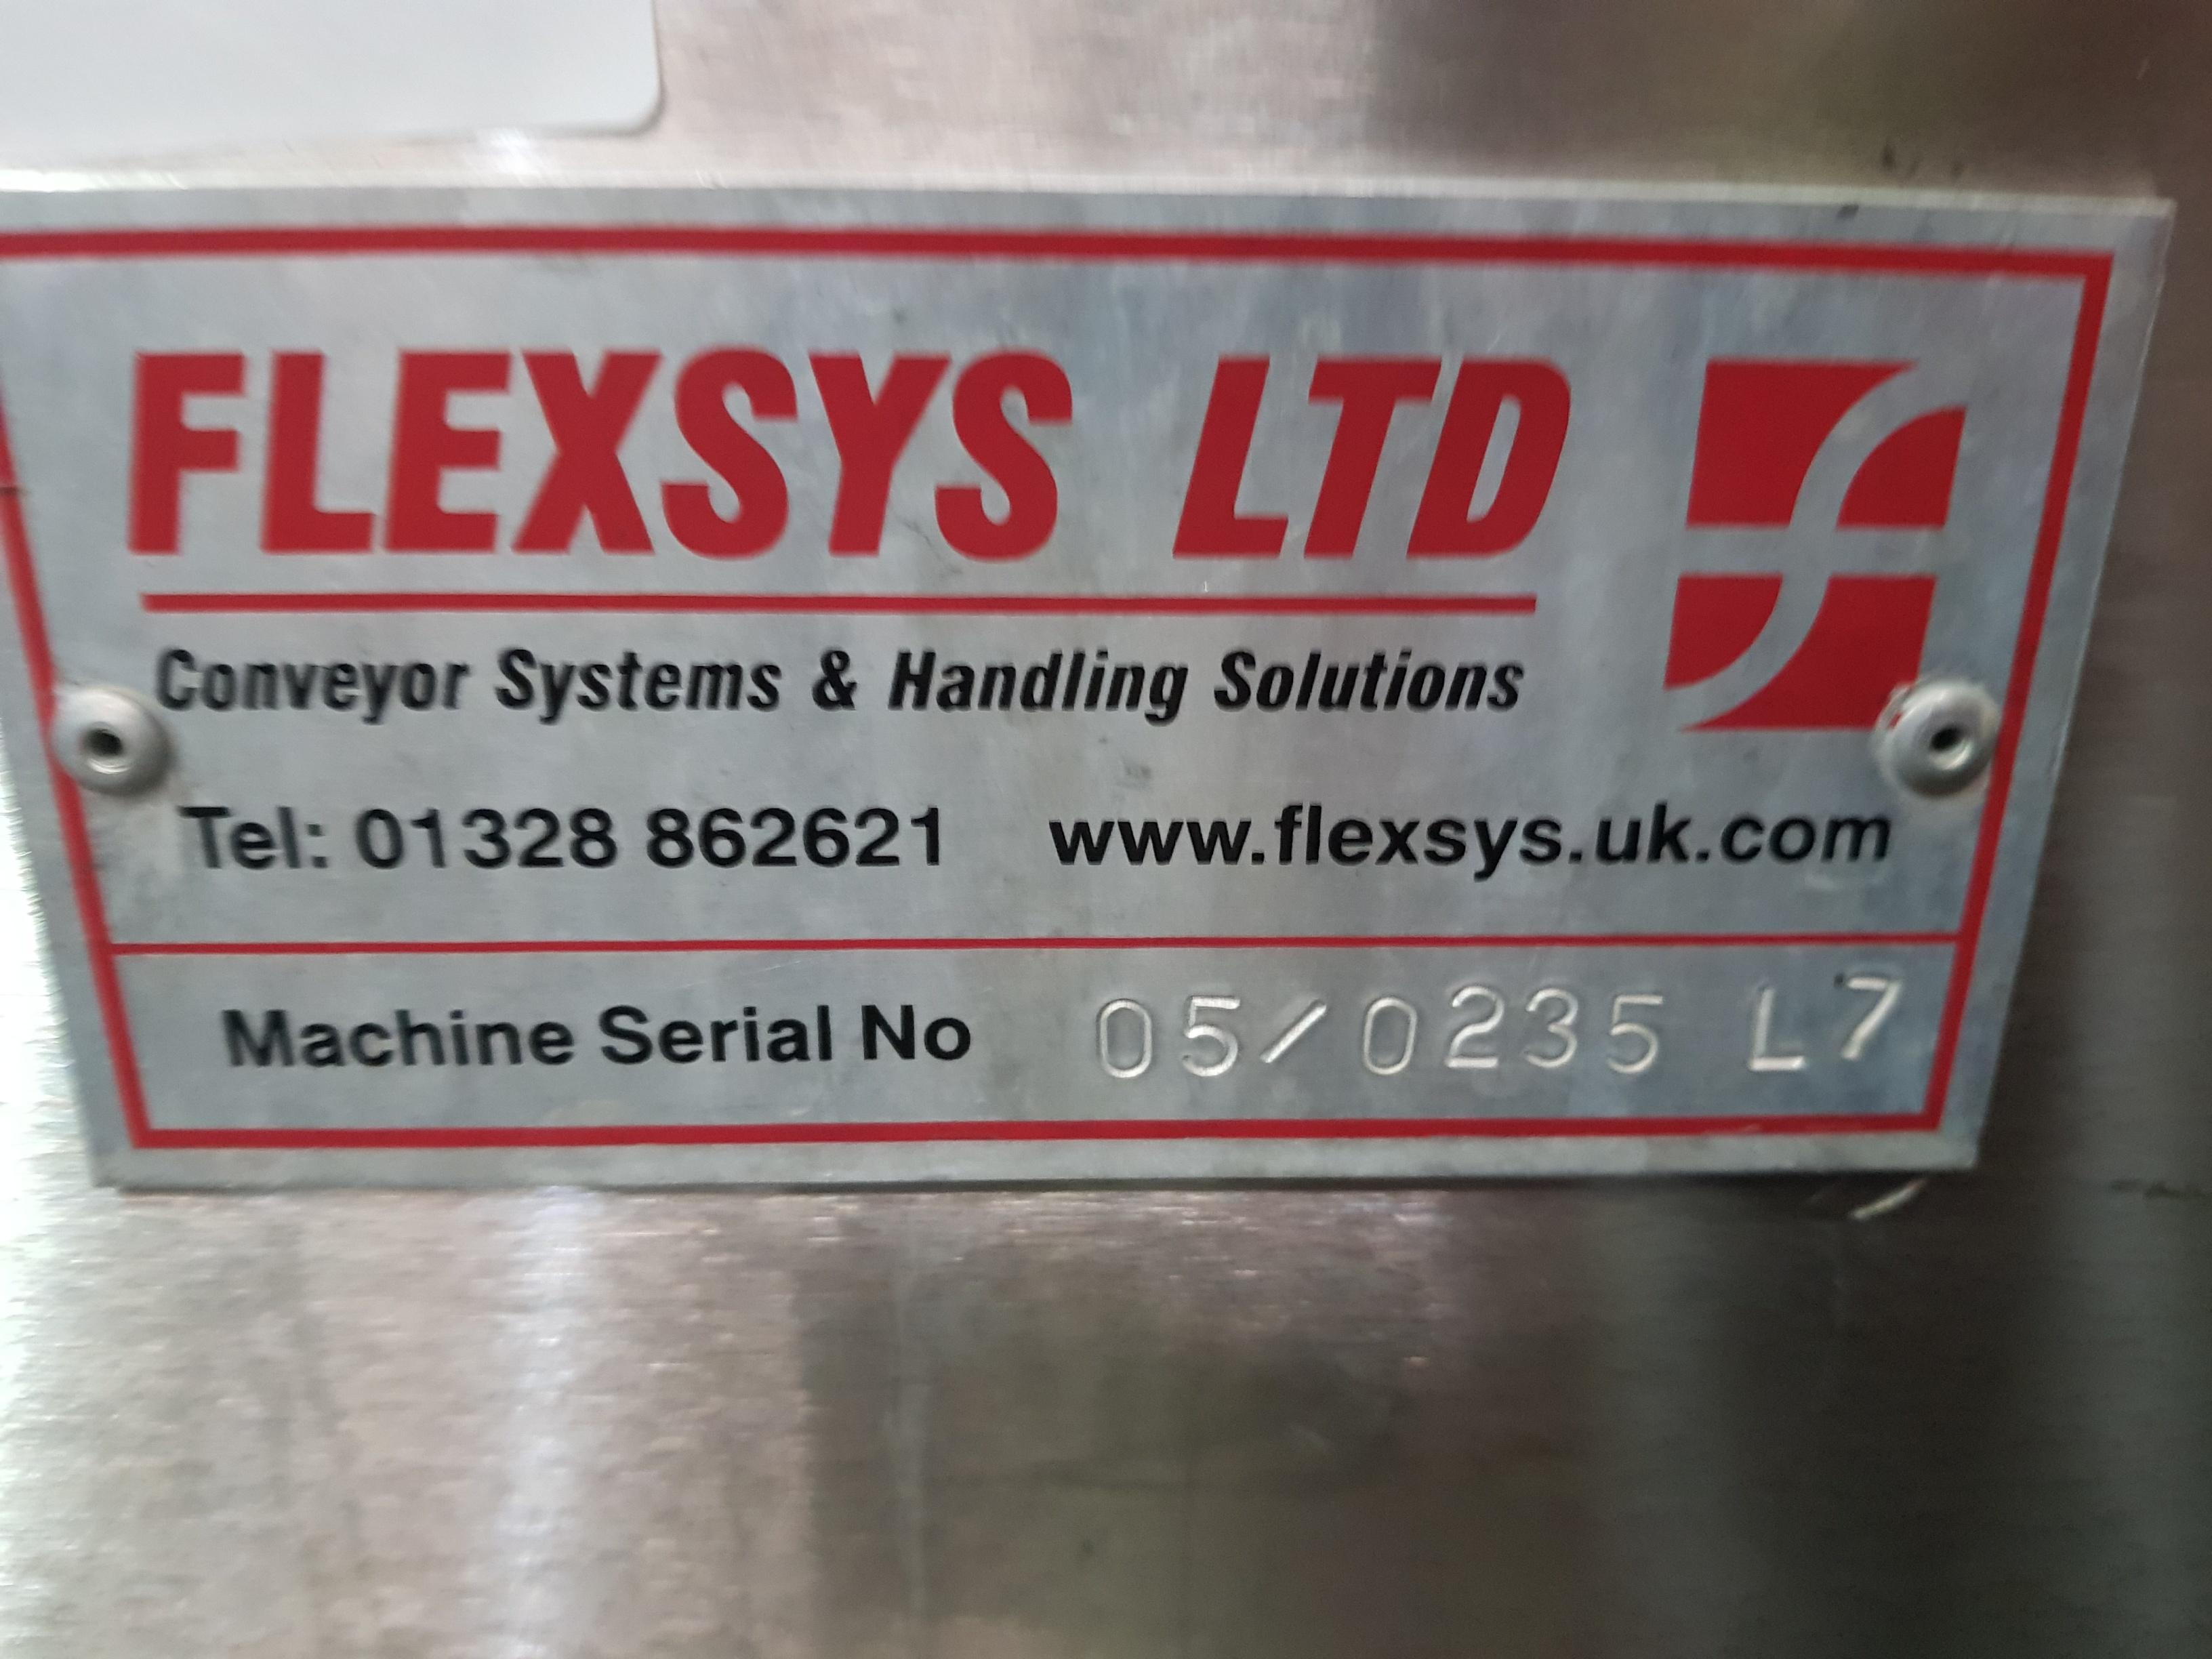 FLEXSYS LTD
Conveyor Systems & Handling Solutions
Tel: 01328 862621 www.flexsys.uk.com
Machine Serial No 05/0235 L7